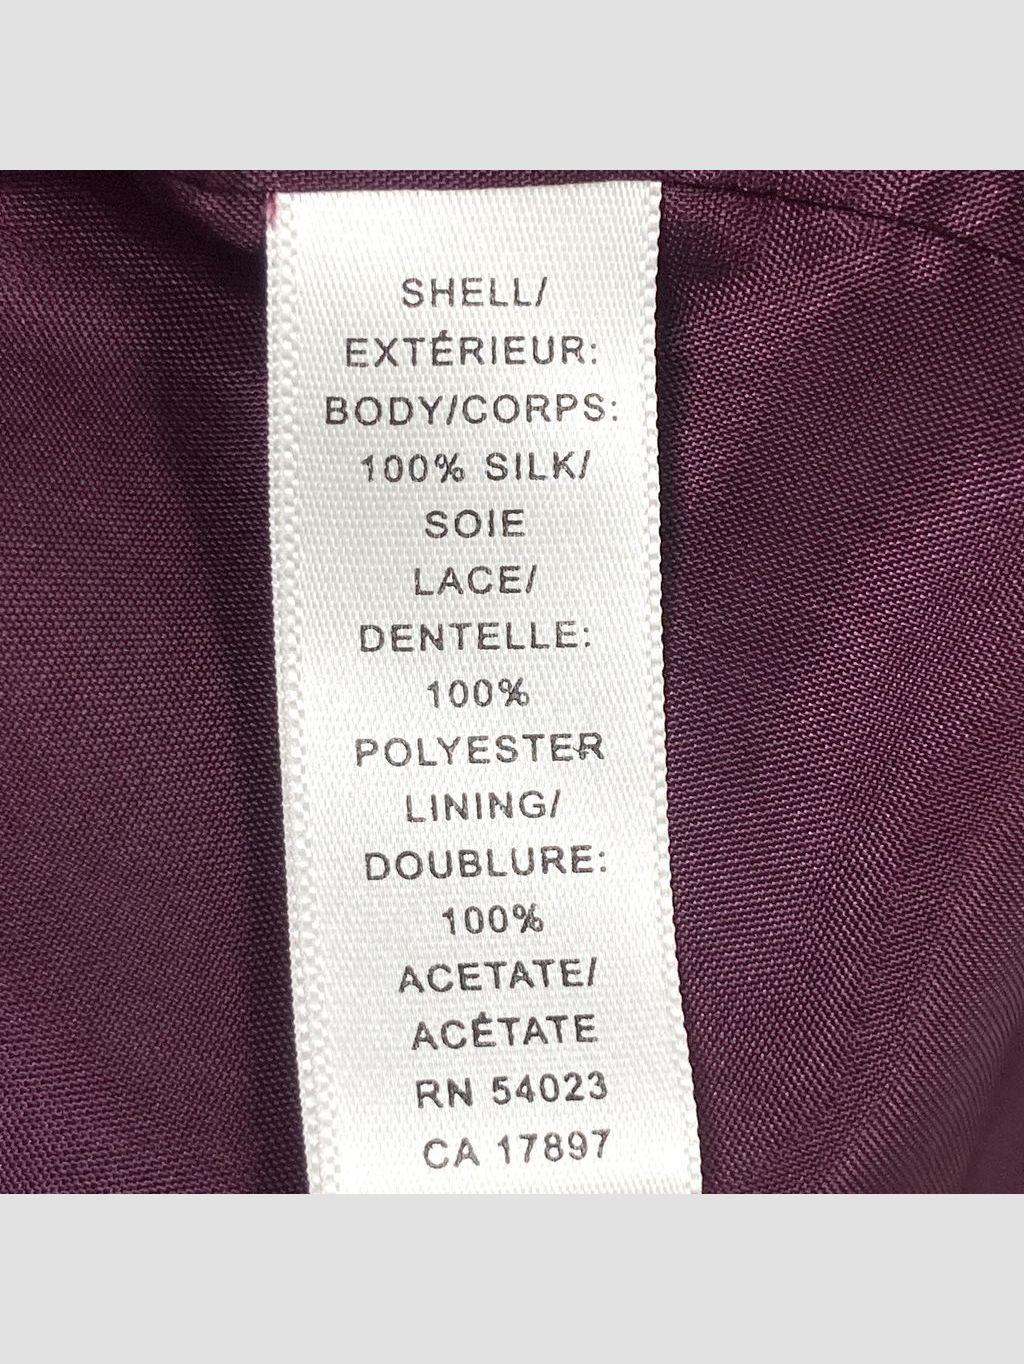 SHELL/
EXTÉRIEUR:
BODY/CORPS:
100% SILK/
SOIE
LACE/
DENTELLE:
100%
POLYESTER
LINING/
DOUBLURE:
100%
ACETATE/
ACÉTATE
RN 54023
CA 17897